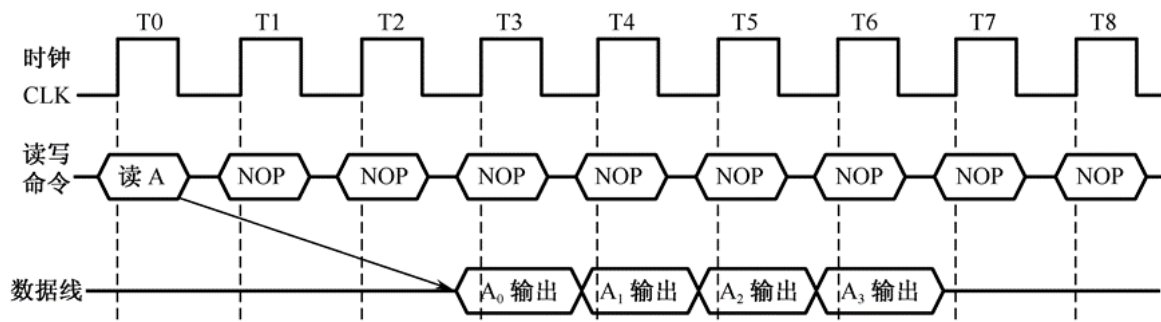 T0 T1 T2 T3 T4 T5 T6 T7 T8
时钟
CLK
读写
命令
读 A NOP NOP NOP NOP NOP NOP NOP NOP
数据线
A₀ 输出 A₁ 输出 A₂ 输出 A₃ 输出